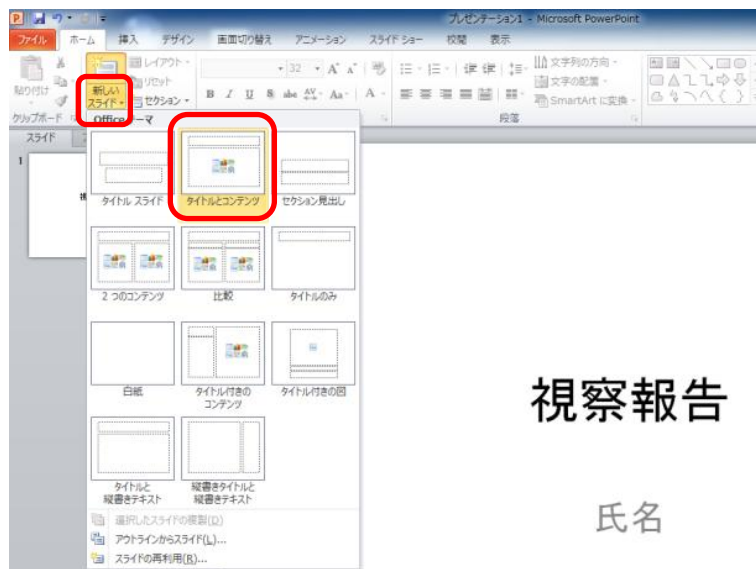 プレゼンテーション1 - Microsoft PowerPoint
ファイル ホーム 挿入 デザイン 画面切り替え アニメーション スライド ショー 校閲 表示
レイアウト 32 A A 文字列の方向
貼り付け 新しい スライド リセット 文字の配置
セクション B I U S abc AV Aa A SmartArt に変換
クリップボード 段落
Office テーマ
スライド
1
タイトル スライド タイトルとコンテンツ セクション見出し
2 つのコンテンツ 比較 タイトルのみ
白紙 タイトル付きの コンテンツ タイトル付きの図
タイトルと 縦書きテキスト 縦書きタイトルと 縦書きテキスト
選択したスライドの複製(D)
アウトラインからスライド(L)...
スライドの再利用(R)...
視察報告
氏名